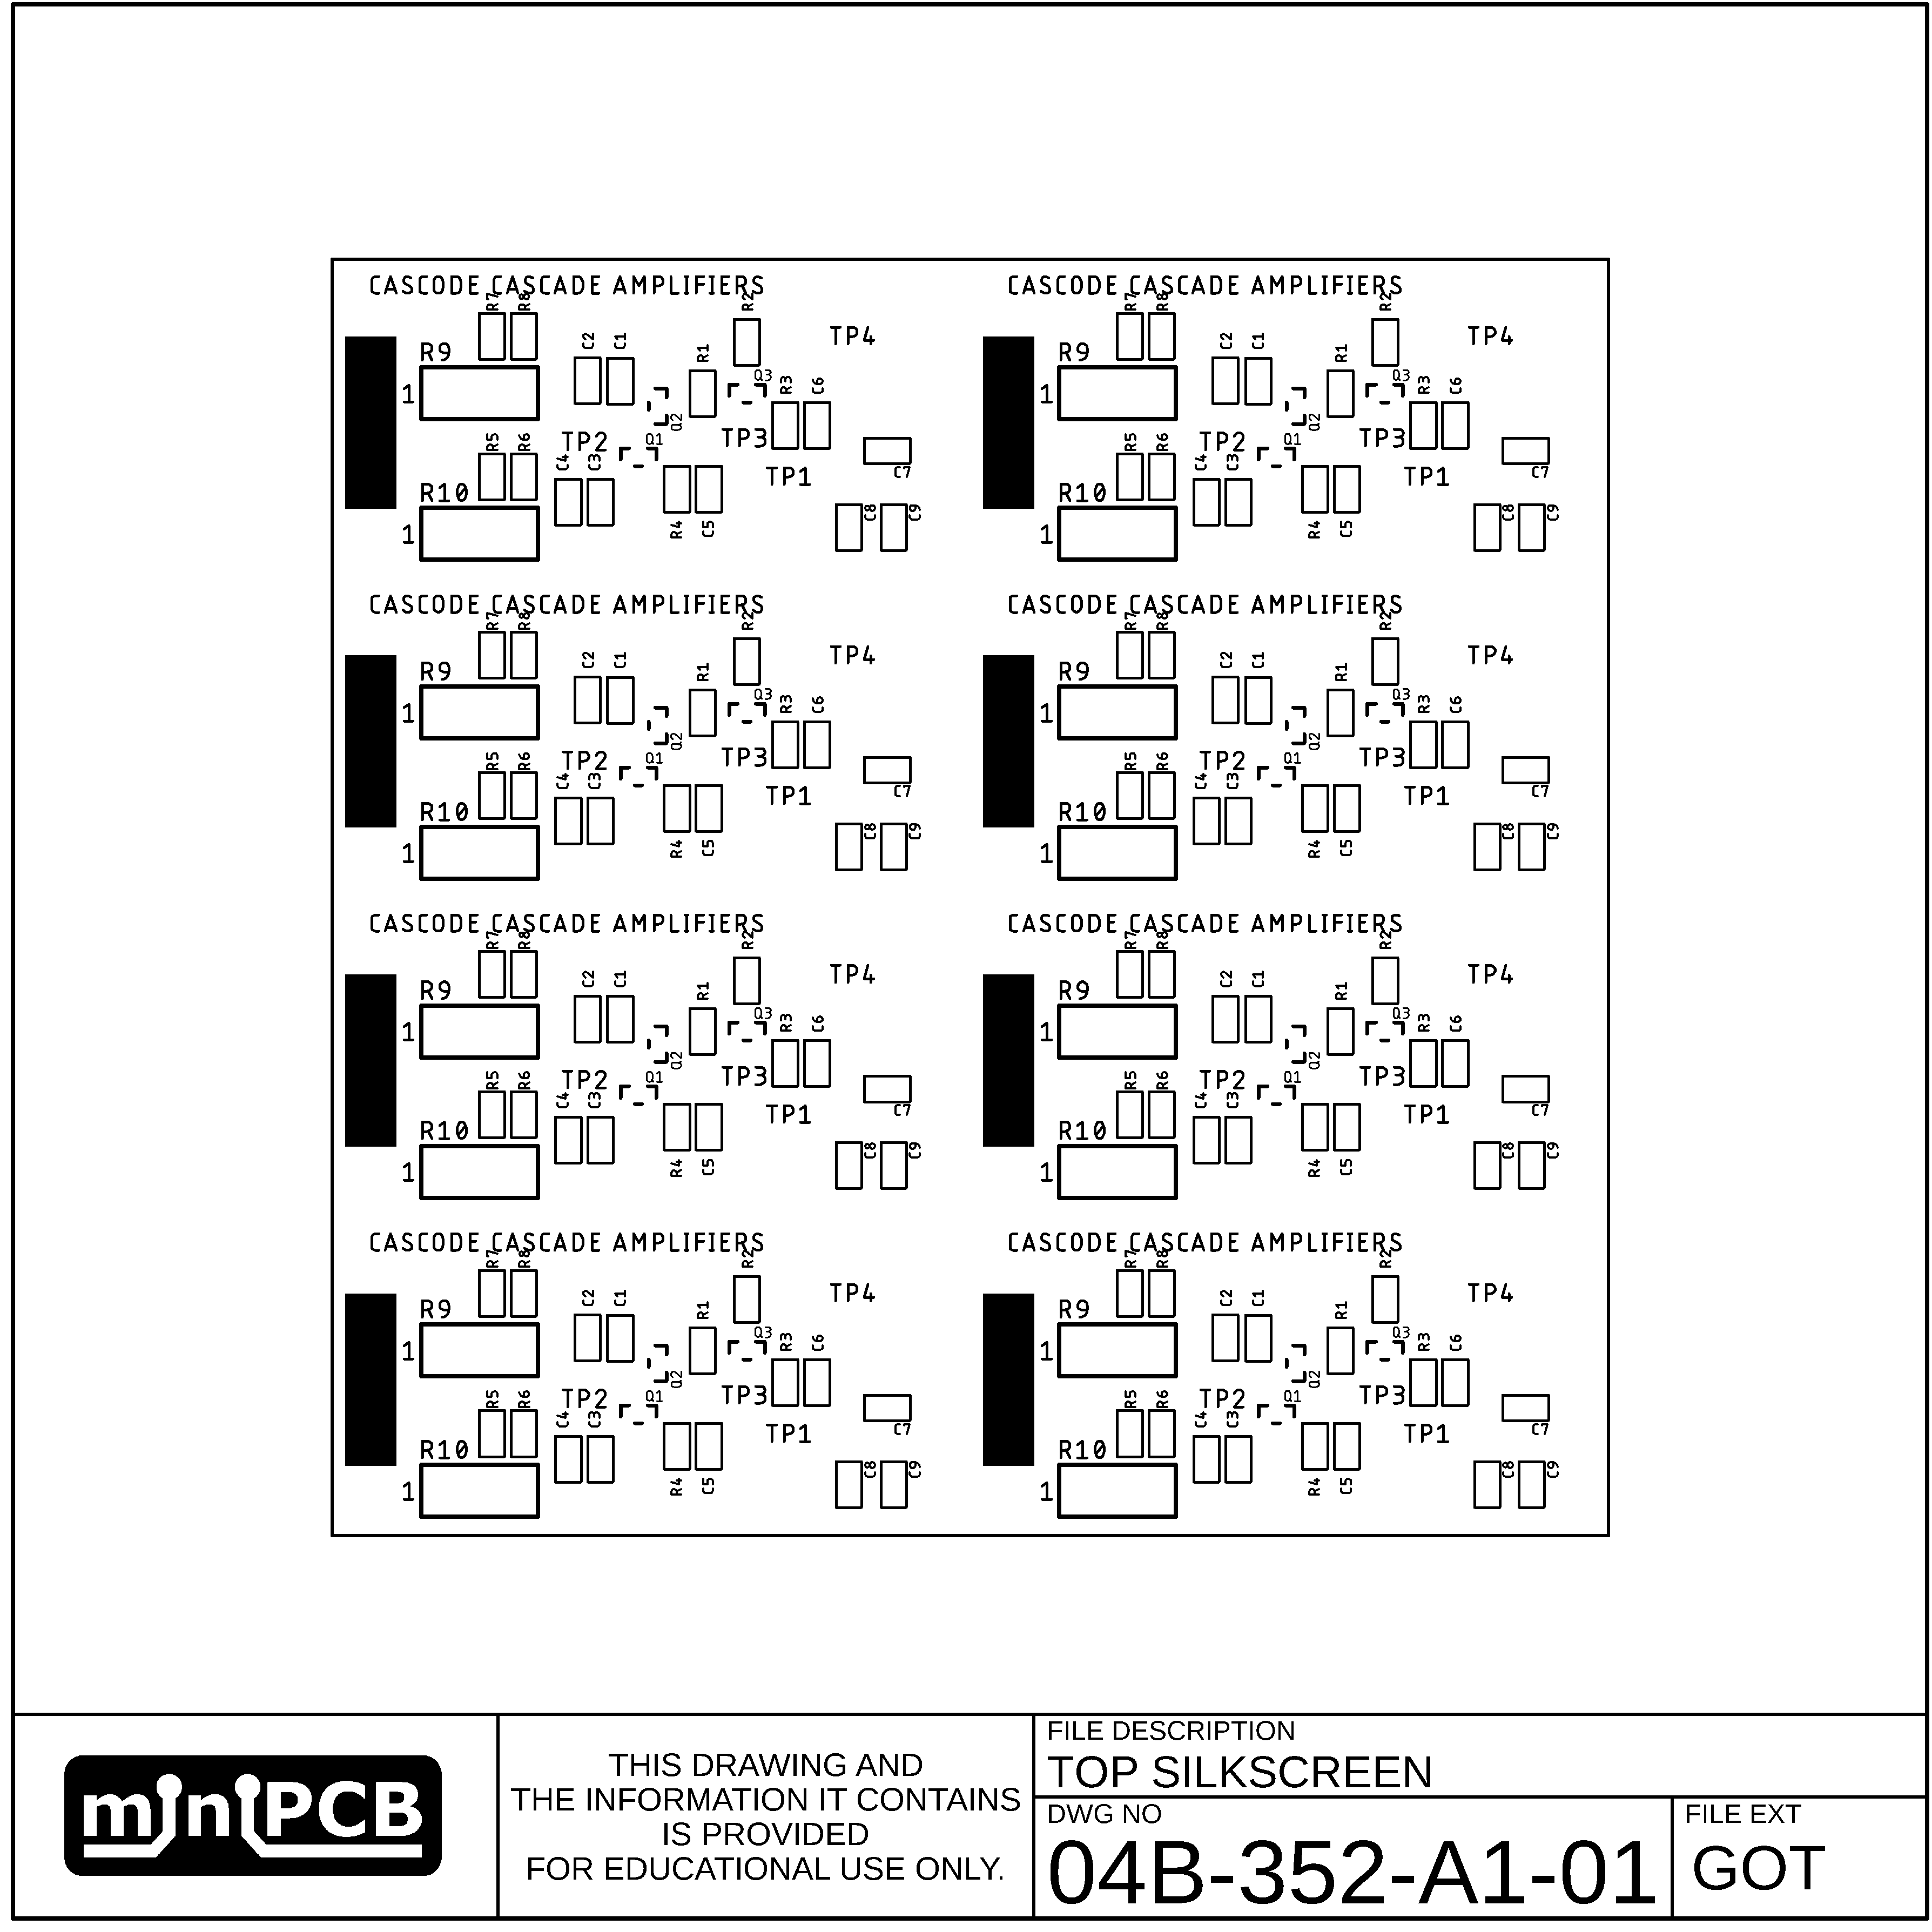 CASCODE CASCADE AMPLIFIERS CASCODE CASCADE AMPLIFIERS
R7 R8 R2 R7 R8 R2
R9 C2 C1 R1 TP4 R9 C2 C1 R1 TP4
1 Q2 Q3 R3 C6 1 Q2 Q3 R3 C6
R5 R6 TP2 Q1 TP3 R5 R6 TP2 Q1 TP3
R10 C4 C3 TP1 C7 R10 C4 C3 TP1 C7
1 R4 C5 C8 C9 1 R4 C5 C8 C9
CASCODE CASCADE AMPLIFIERS CASCODE CASCADE AMPLIFIERS
R7 R8 R2 R7 R8 R2
R9 C2 C1 R1 TP4 R9 C2 C1 R1 TP4
1 Q2 Q3 R3 C6 1 Q2 Q3 R3 C6
R5 R6 TP2 Q1 TP3 R5 R6 TP2 Q1 TP3
R10 C4 C3 TP1 C7 R10 C4 C3 TP1 C7
1 R4 C5 C8 C9 1 R4 C5 C8 C9
CASCODE CASCADE AMPLIFIERS CASCODE CASCADE AMPLIFIERS
R7 R8 R2 R7 R8 R2
R9 C2 C1 R1 TP4 R9 C2 C1 R1 TP4
1 Q2 Q3 R3 C6 1 Q2 Q3 R3 C6
R5 R6 TP2 Q1 TP3 R5 R6 TP2 Q1 TP3
R10 C4 C3 TP1 C7 R10 C4 C3 TP1 C7
1 R4 C5 C8 C9 1 R4 C5 C8 C9
CASCODE CASCADE AMPLIFIERS CASCODE CASCADE AMPLIFIERS
R7 R8 R2 R7 R8 R2
R9 C2 C1 R1 TP4 R9 C2 C1 R1 TP4
1 Q2 Q3 R3 C6 1 Q2 Q3 R3 C6
R5 R6 TP2 Q1 TP3 R5 R6 TP2 Q1 TP3
R10 C4 C3 TP1 C7 R10 C4 C3 TP1 C7
1 R4 C5 C8 C9 1 R4 C5 C8 C9
miniPCB
THIS DRAWING AND
THE INFORMATION IT CONTAINS
IS PROVIDED
FOR EDUCATIONAL USE ONLY.
FILE DESCRIPTION
TOP SILKSCREEN
DWG NO
04B-352-A1-01
FILE EXT
GOT